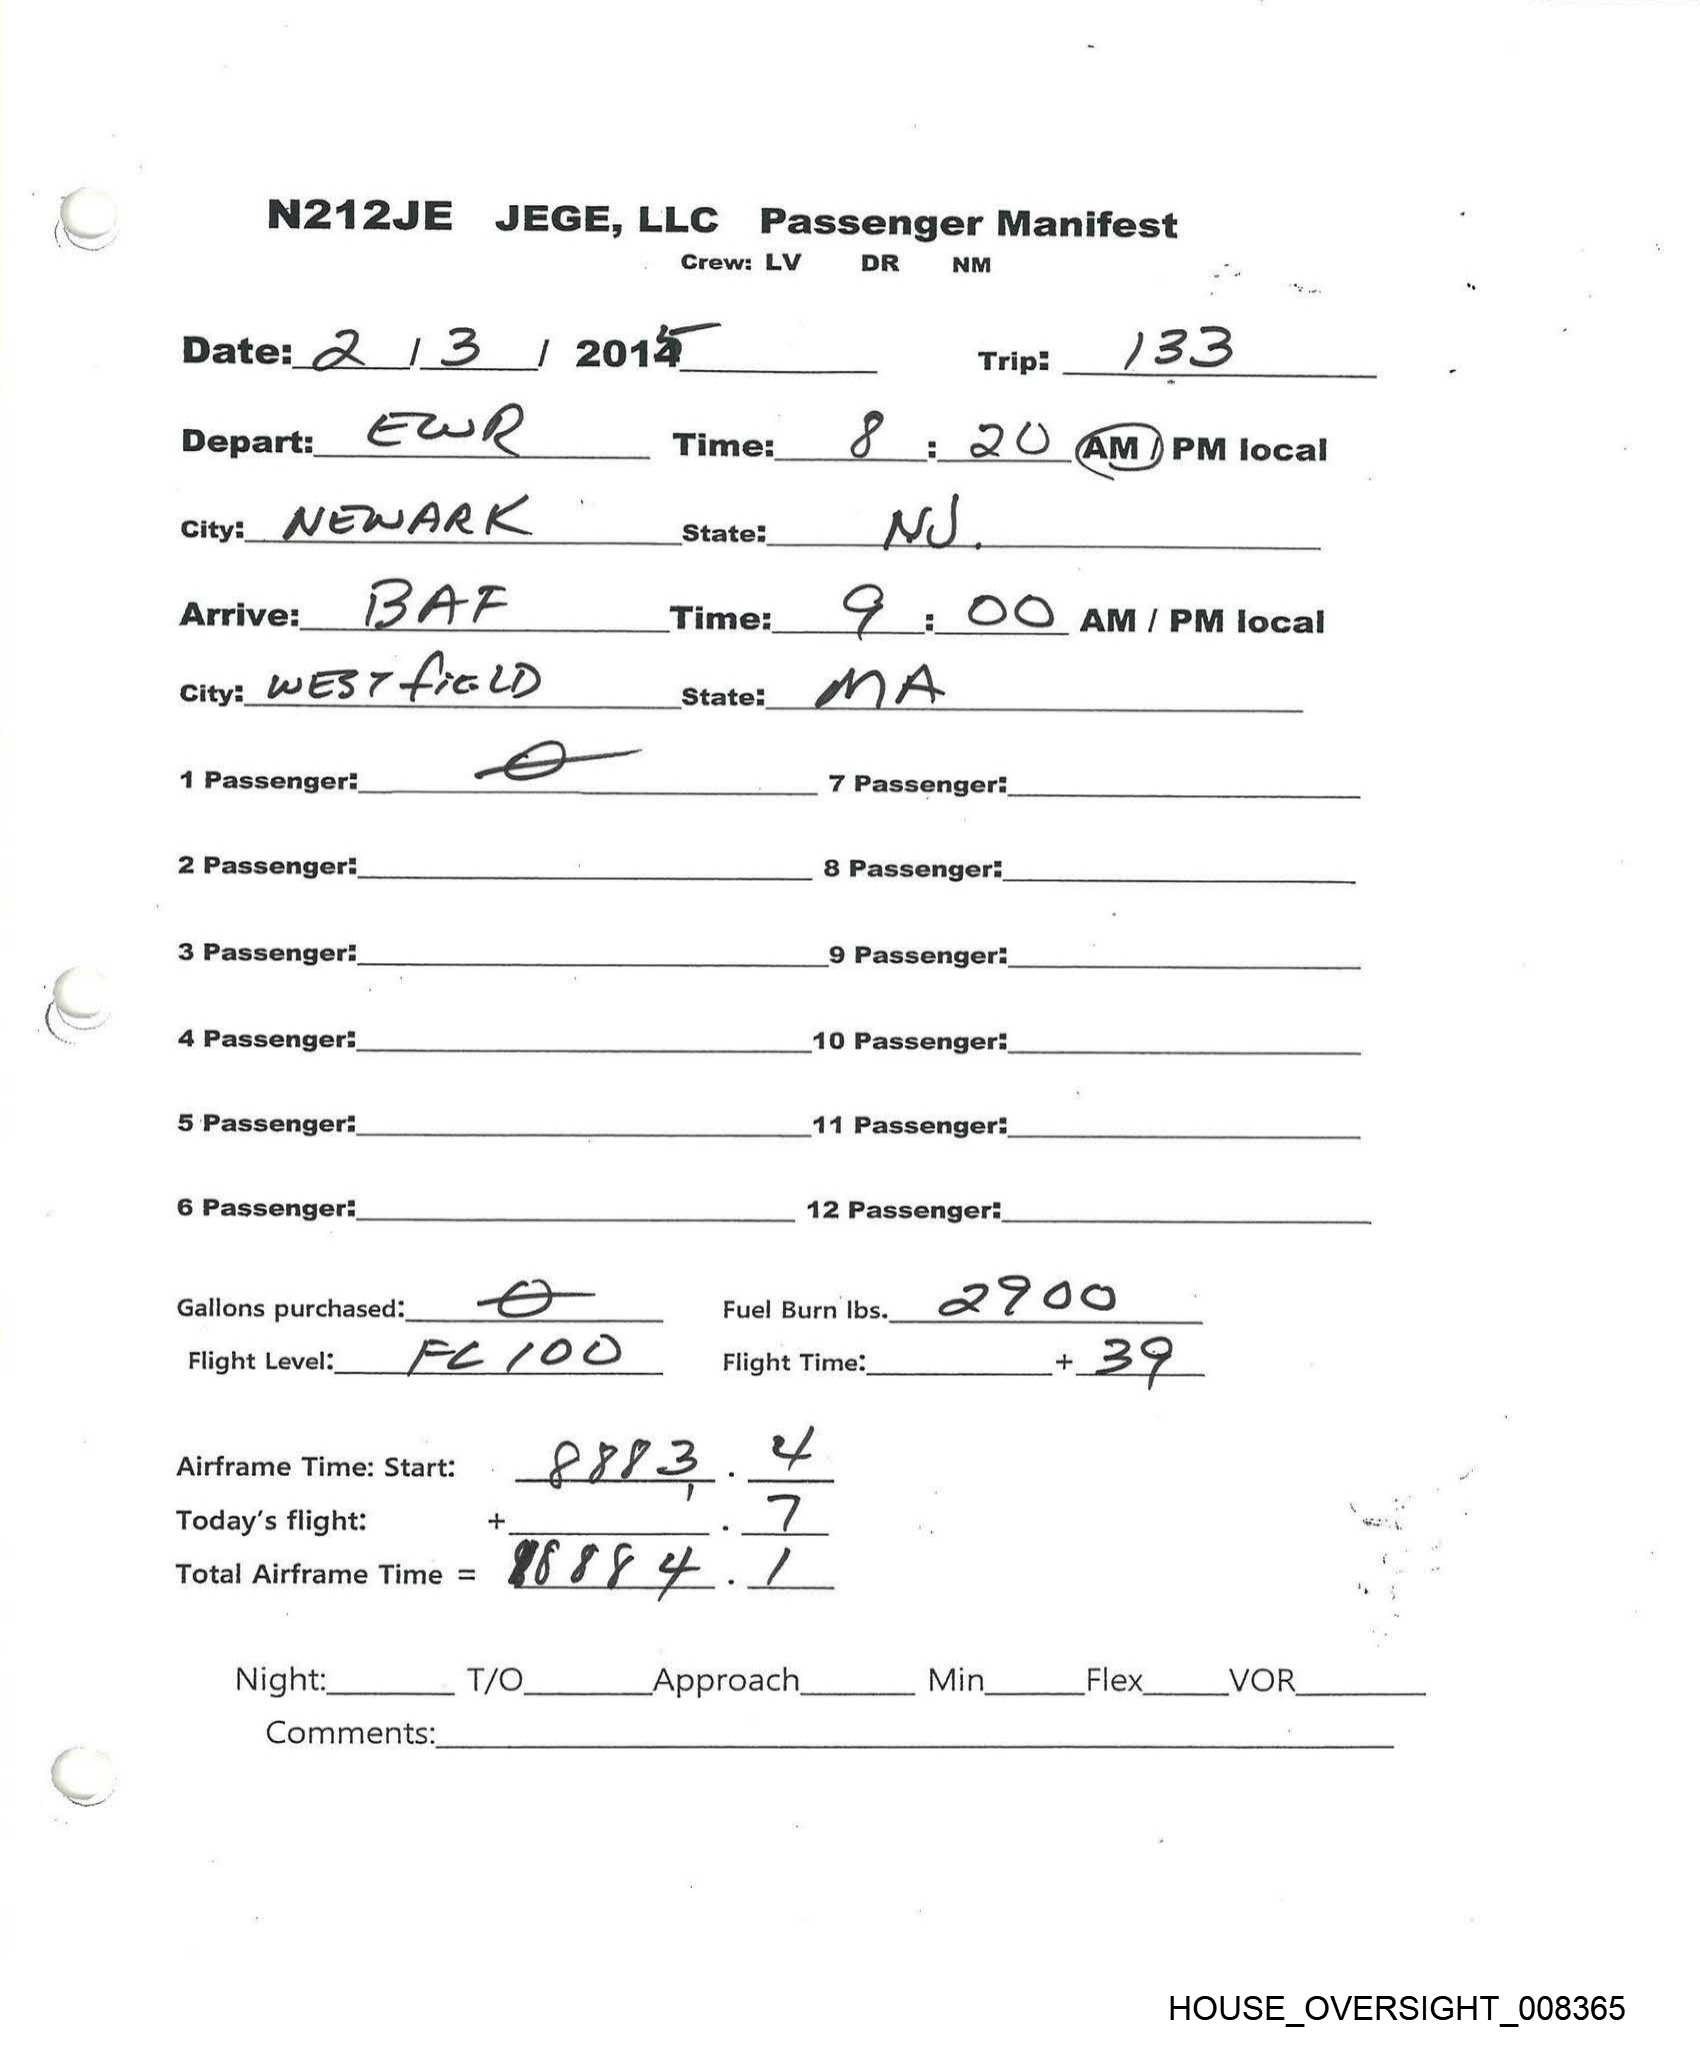 N212JE JEGE, LLC Passenger Manifest
Crew: LV DR NM
Date: 2 / 3 / 2015 Trip: 133
Depart: EWR Time: 8 : 20 AM / PM local
City: NEWARK State: NJ.
Arrive: BAF Time: 9 : 00 AM / PM local
City: WESTfiELD State: MA
1 Passenger: 0 7 Passenger:
2 Passenger: 8 Passenger:
3 Passenger: 9 Passenger:
4 Passenger: 10 Passenger:
5 Passenger: 11 Passenger:
6 Passenger: 12 Passenger:
Gallons purchased: 0 Fuel Burn lbs. 2900
Flight Level: FL 100 Flight Time: + 39
Airframe Time: Start: 8883 . 4
Today's flight: + . 7
Total Airframe Time = 8884 . 1
Night: T/O Approach Min Flex VOR
Comments:
HOUSE_OVERSIGHT_008365